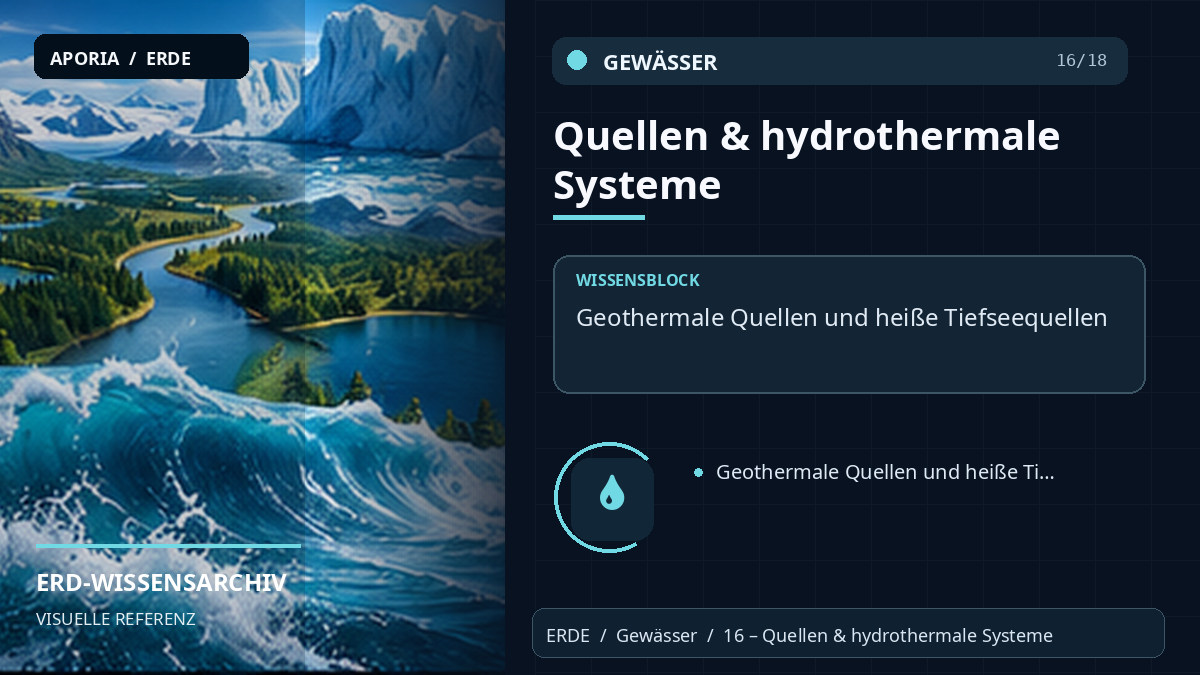 APORIA / ERDE
ERD-WISSENSARCHIV
VISUELLE REFERENZ
GEWÄSSER
16/18
Quellen & hydrothermale
Systeme
WISSENSBLOCK
Geothermale Quellen und heiße Tiefseequellen
Geothermale Quellen und heiße Ti…
ERDE / Gewässer / 16 – Quellen & hydrothermale Systeme